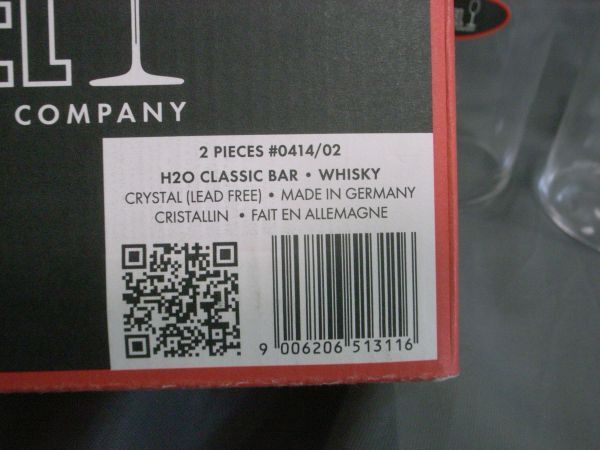 EL
COMPANY
2 PIECES #0414/02
H2O CLASSIC BAR • WHISKY
CRYSTAL (LEAD FREE) • MADE IN GERMANY
CRISTALLIN • FAIT EN ALLEMAGNE
9 006206 513116